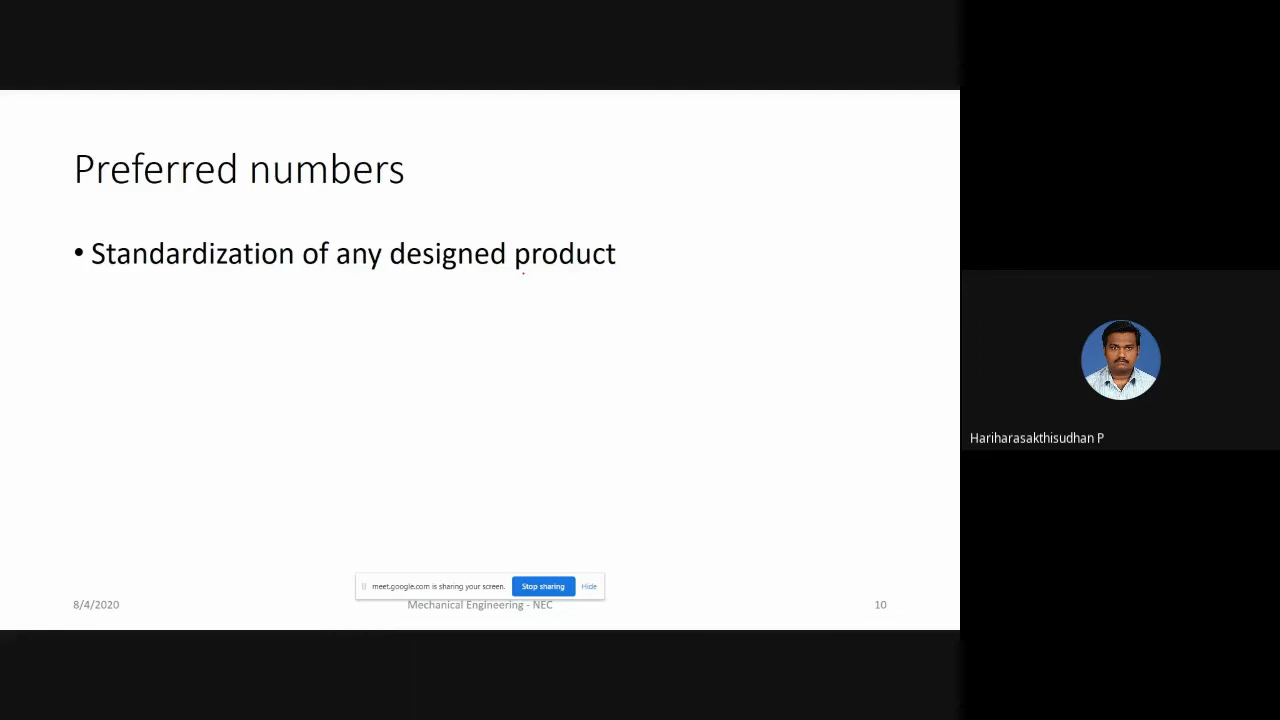 Preferred numbers
• Standardization of any designed product
Hariharasakthisudhan P
meet.google.com is sharing your screen. Stop sharing Hide
8/4/2020 Mechanical Engineering - NEC 10